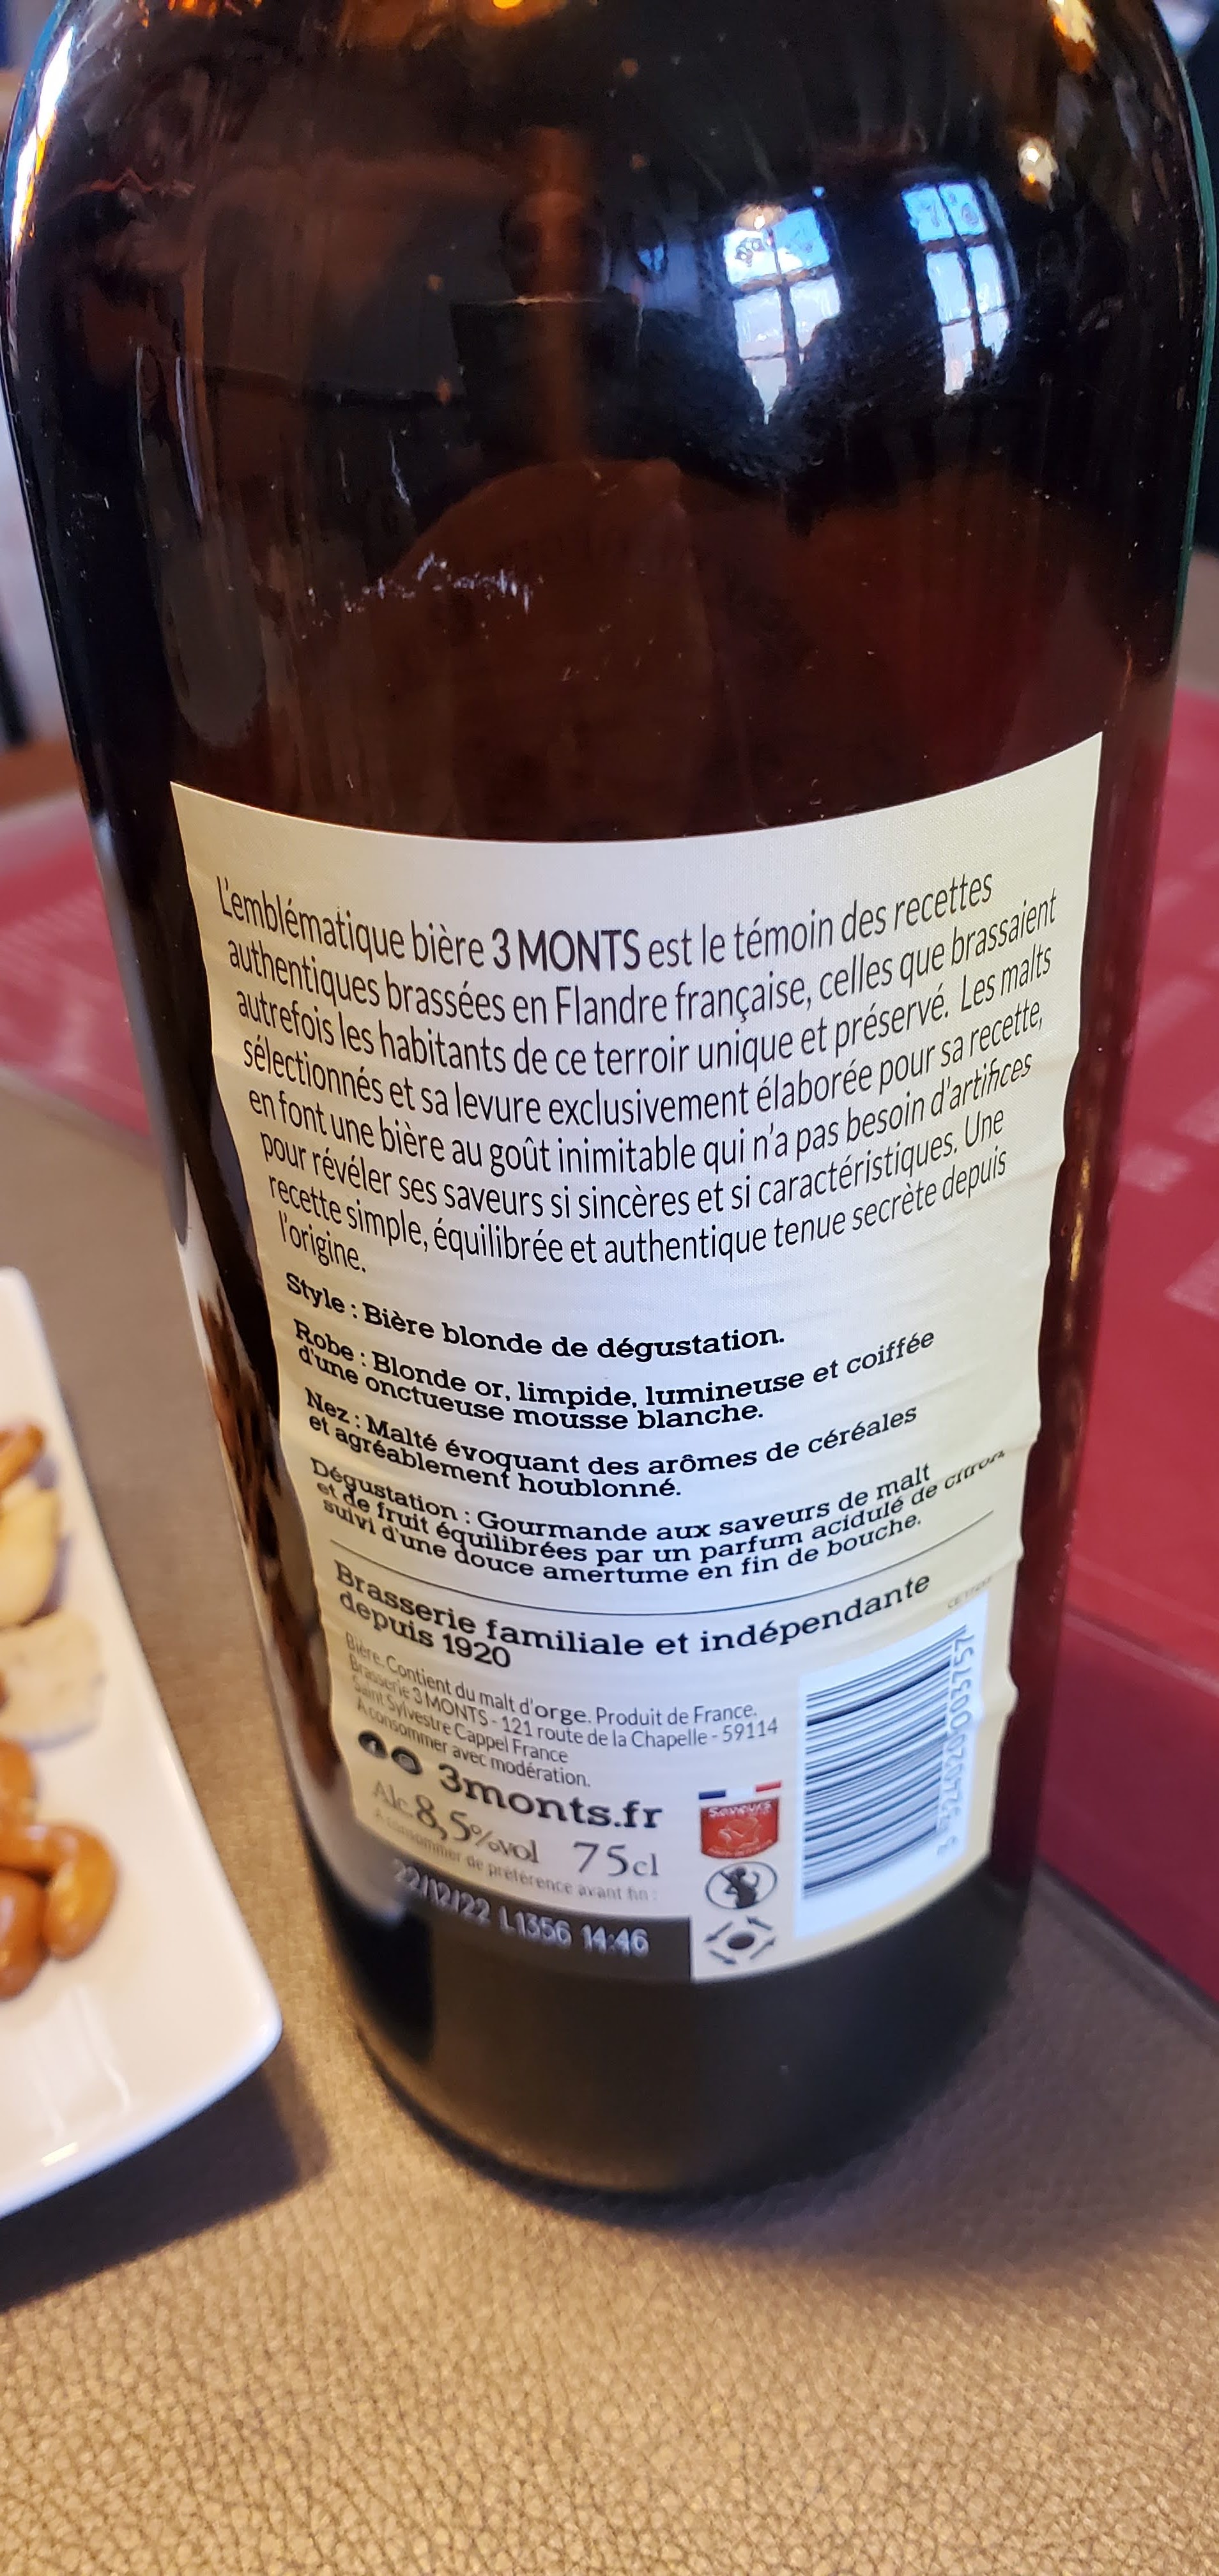 L'emblématique bière 3 MONTS est le témoin des recettes
authentiques brassées en Flandre française, celles que brassaient
autrefois les habitants de ce terroir unique et préservé. Les malts
sélectionnés et sa levure exclusivement élaborée pour sa recette,
en font une bière au goût inimitable qui n'a pas besoin d'artifices
pour révéler ses saveurs si sincères et si caractéristiques. Une
recette simple, équilibrée et authentique tenue secrète depuis
l'origine.
Style : Bière blonde de dégustation.
Robe : Blonde or, limpide, lumineuse et coiffée
d'une onctueuse mousse blanche.
Nez : Malté évoquant des arômes de céréales
et agréablement houblonné.
Dégustation : Gourmande aux saveurs de malt
et de fruit équilibrées par un parfum acidulé de citron
suivi d'une douce amertume en fin de bouche.
Brasserie familiale et indépendante
depuis 1920
Bière. Contient du malt d'orge. Produit de France.
Brasserie 3 MONTS - 121 route de la Chapelle - 59114
Saint Sylvestre Cappel France
A consommer avec modération.
3monts.fr
Alc 8,5%vol 75cl
A consommer de préférence avant fin :
22/12/22 L1356 14:46
Saveurs